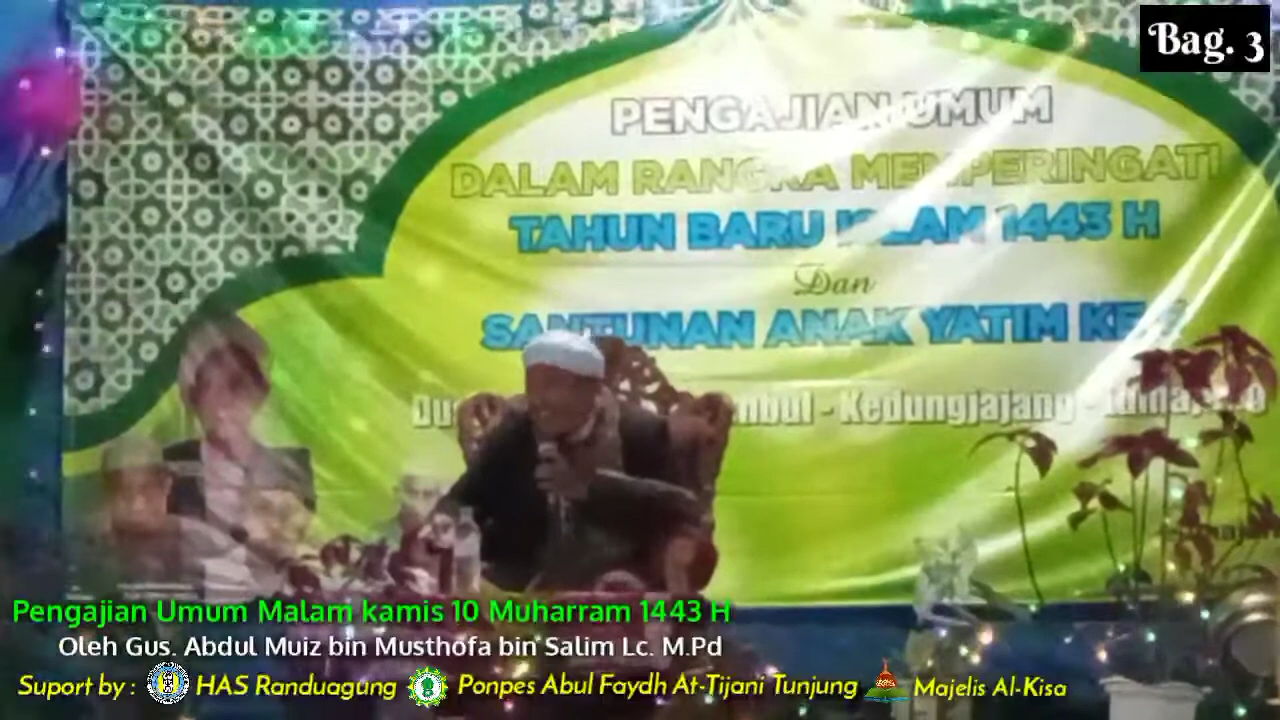 Bag. 3
PENGAJIAN UMUM
DALAM RANGKA MEMPERINGATI
TAHUN BARU ISLAM 1443 H
Dan
SANTUNAN ANAK YATIM KE
Kedungjajang -
Pengajian Umum Malam kamis 10 Muharram 1443 H
Oleh Gus. Abdul Muiz bin Musthofa bin Salim Lc. M.Pd
Suport by : HAS Randuagung Ponpes Abul Faydh At-Tijani Tunjung Majelis Al-Kisa